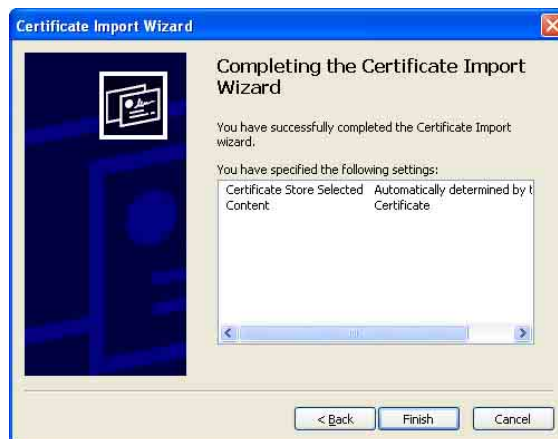 Certificate Import Wizard
Completing the Certificate Import
Wizard
You have successfully completed the Certificate Import
wizard.
You have specified the following settings:
Certificate Store Selected Automatically determined by t
Content Certificate
< Back Finish Cancel